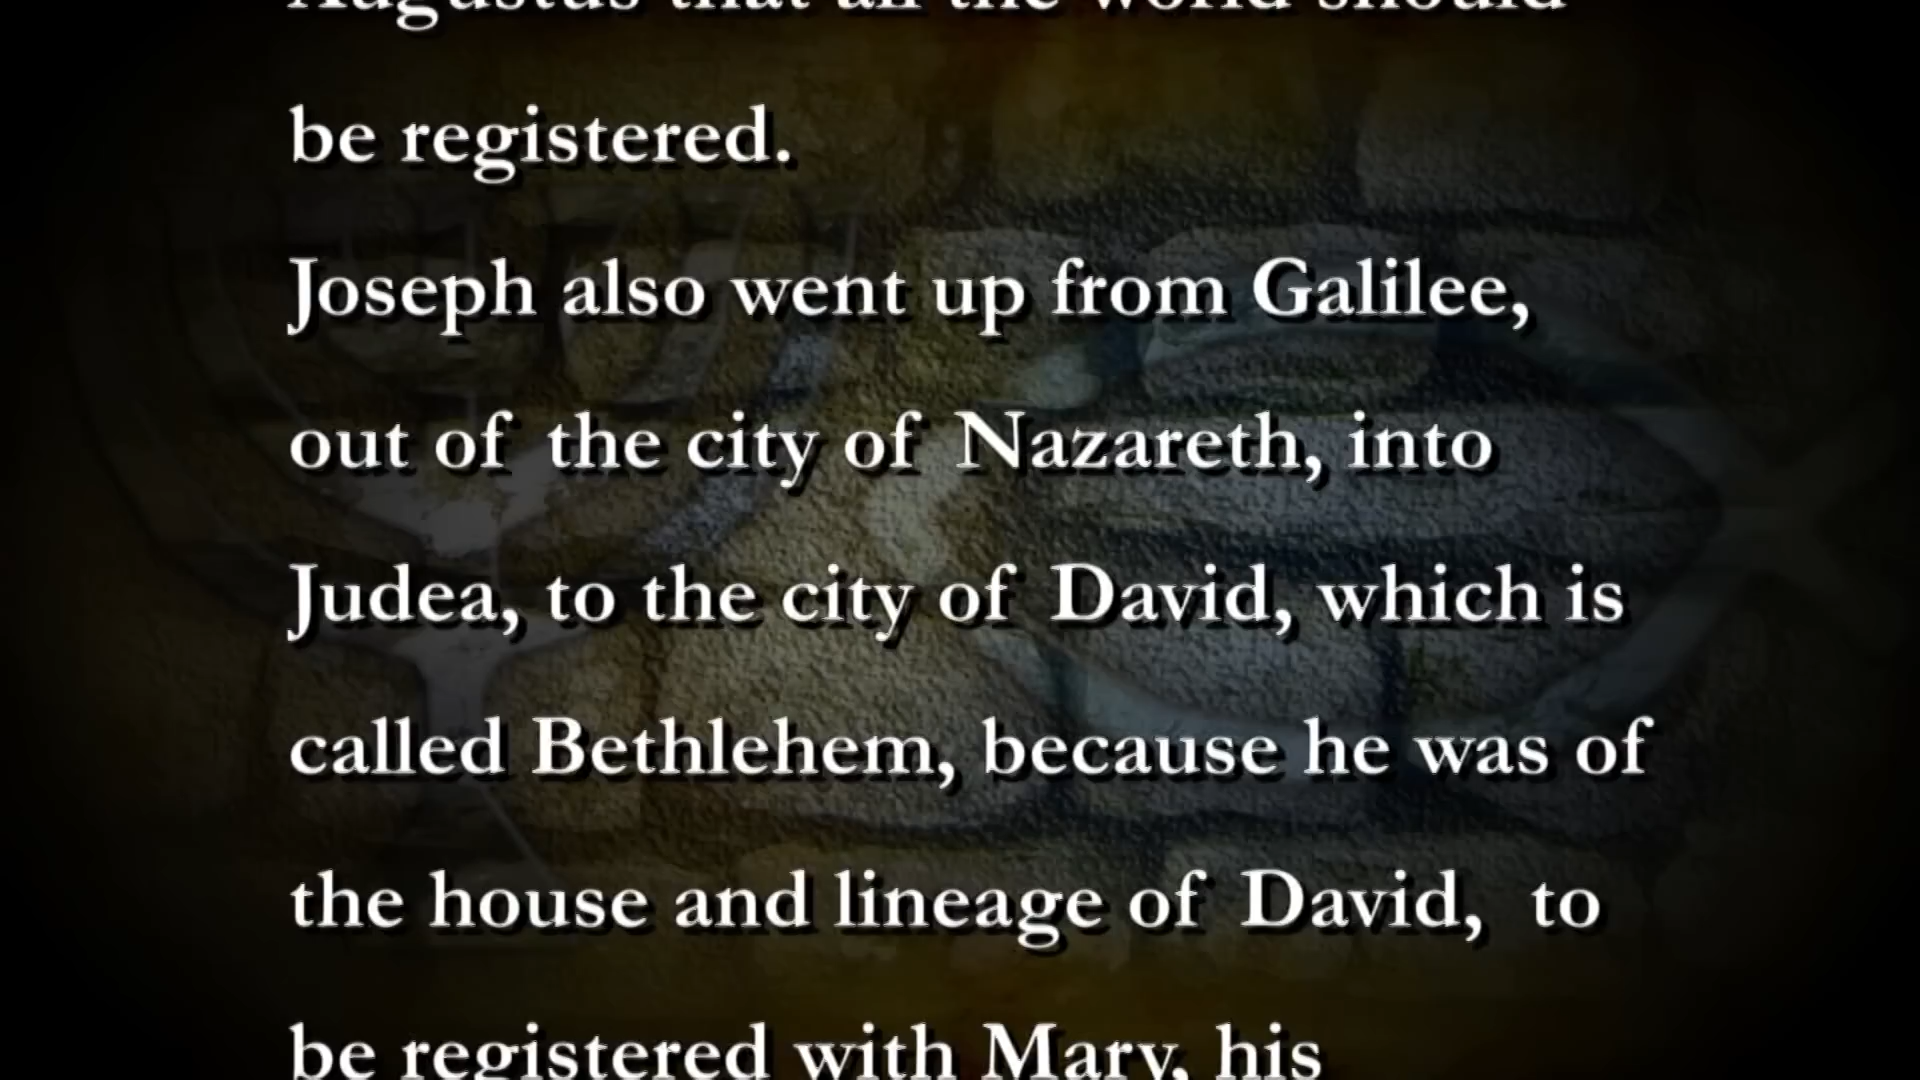 Augustus that all the world should
be registered.
Joseph also went up from Galilee,
out of the city of Nazareth, into
Judea, to the city of David, which is
called Bethlehem, because he was of
the house and lineage of David, to
be registered with Mary, his